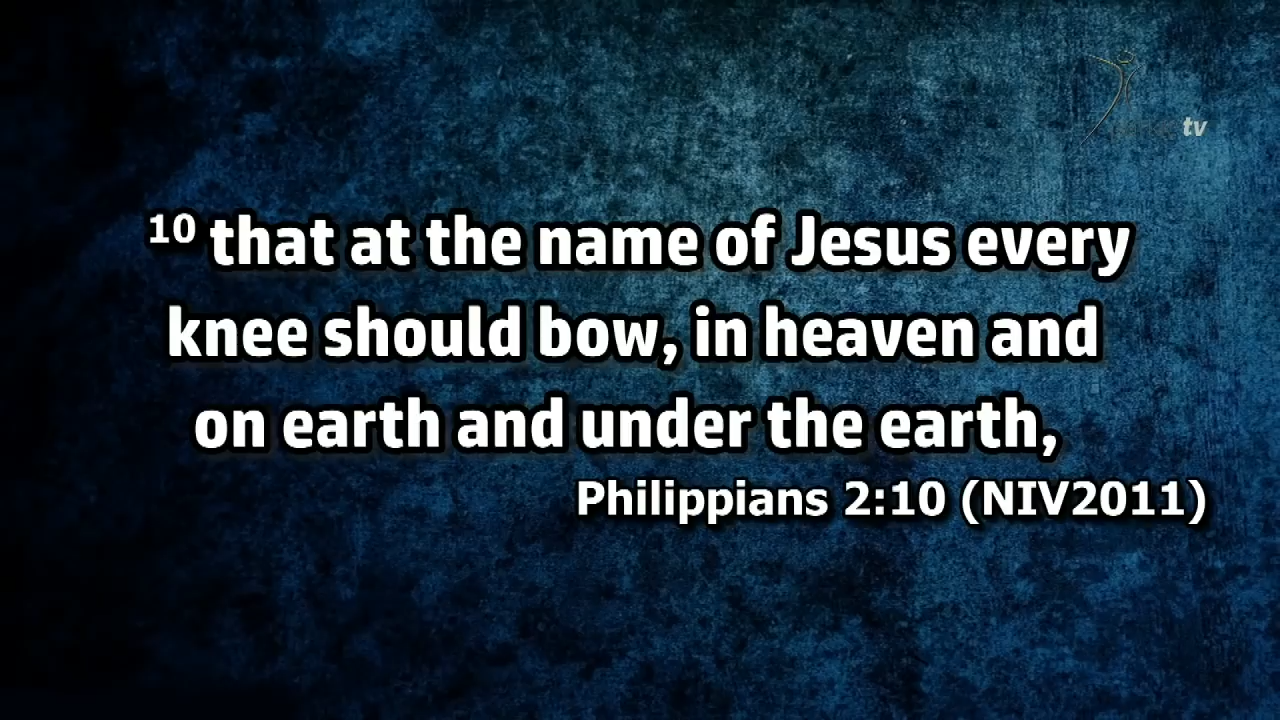 tv
10 that at the name of Jesus every
knee should bow, in heaven and
on earth and under the earth,
Philippians 2:10 (NIV2011)